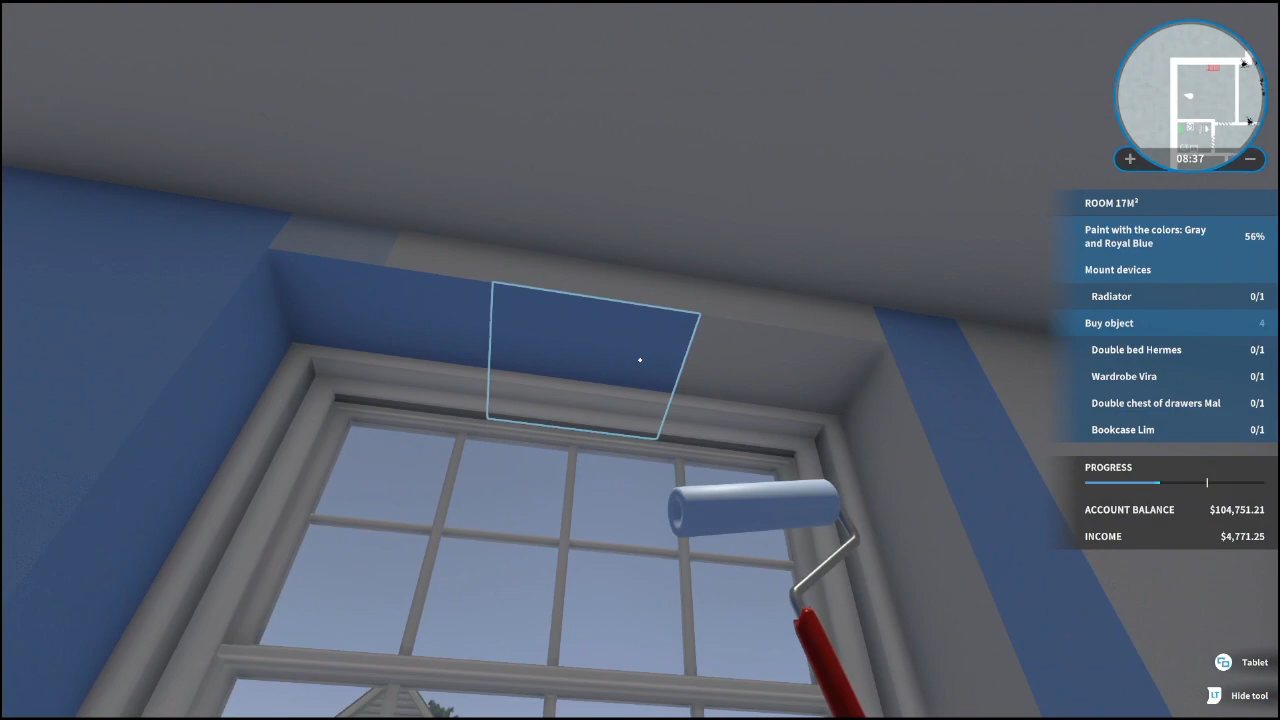 08:37
ROOM 17M²
Paint with the colors: Gray
and Royal Blue
56%
Mount devices
Radiator 0/1
Buy object 4
Double bed Hermes 0/1
Wardrobe Vira 0/1
Double chest of drawers Mal 0/1
Bookcase Lim 0/1
PROGRESS
ACCOUNT BALANCE $104,751.21
INCOME $4,771.25
Tablet
LT Hide tool